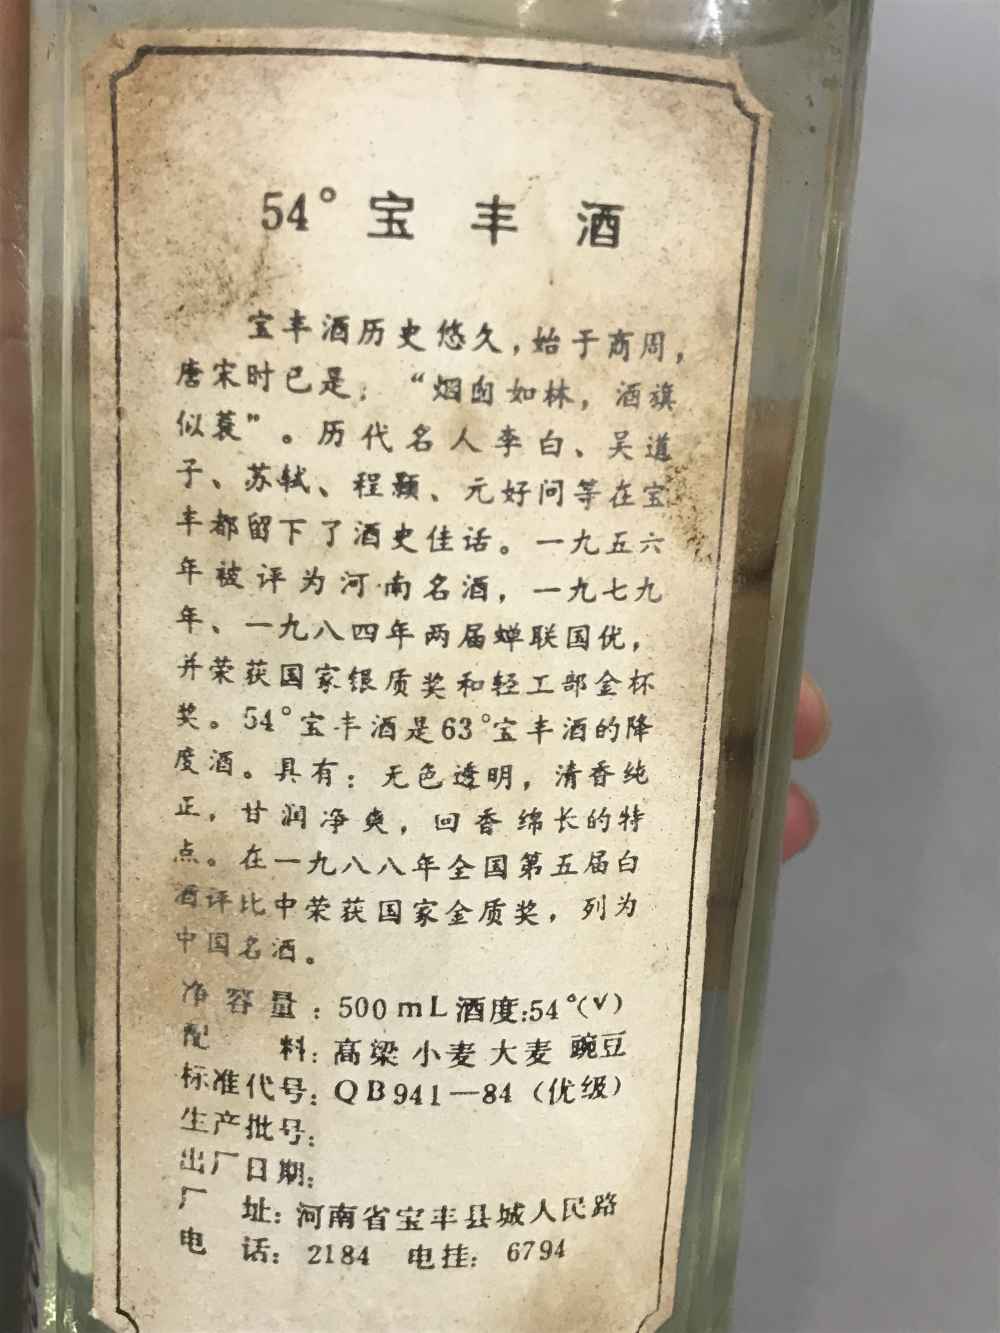 54°宝丰酒
宝丰酒历史悠久，始于商周，
唐宋时已是：“烟囱如林，酒旗
似蓑”。历代名人李白、吴道
子、苏轼、程颢、元好问等在宝
丰都留下了酒史佳话。一九五六
年被评为河南名酒，一九七九
年、一九八四年两届蝉联国优，
并荣获国家银质奖和轻工部金杯
奖。54°宝丰酒是63°宝丰酒的降
度酒。具有：无色透明，清香纯
正，甘润净爽，回香绵长的特
点。在一九八八年全国第五届白
酒评比中荣获国家金质奖，列为
中国名酒。
净容量：500mL 酒度:54°(V)
配 料：高梁 小麦 大麦 豌豆
标准代号：QB941—84（优级）
生产批号：
出厂日期：
厂 址：河南省宝丰县城人民路
电 话：2184 电挂：6794